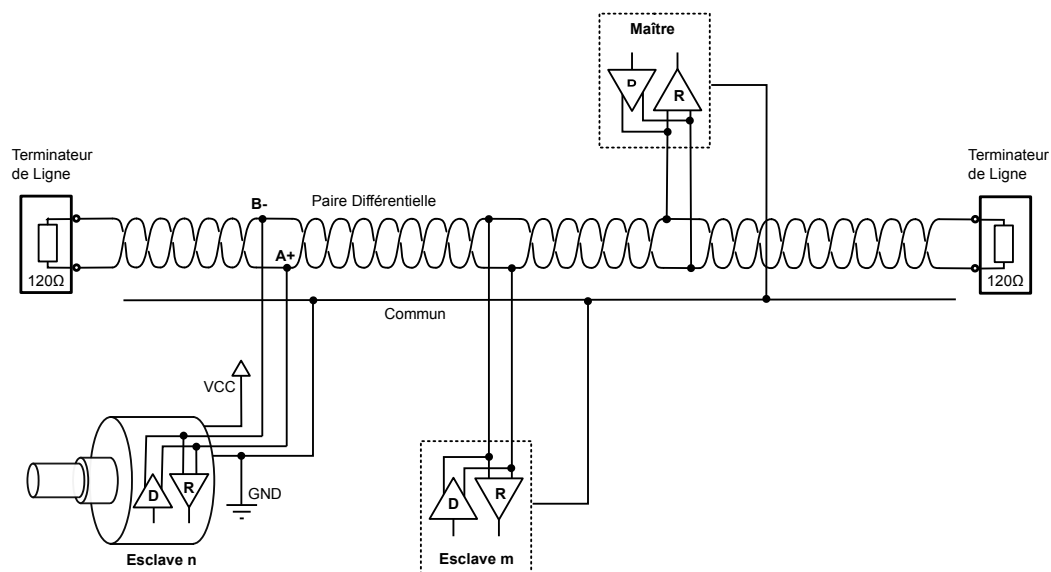 Maître
D
R
Terminateur
de Ligne
Terminateur
de Ligne
B-
Paire Différentielle
A+
120Ω
120Ω
Commun
VCC
D
R
GND
D
R
Esclave n
Esclave m